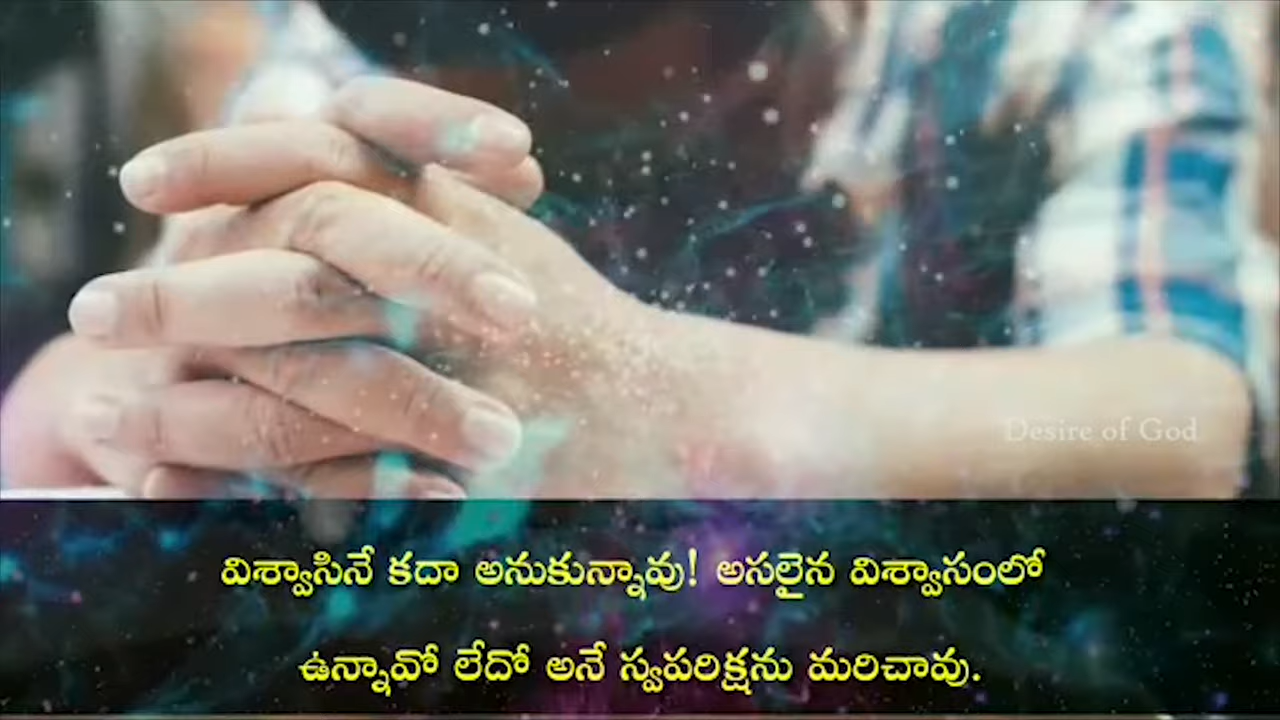 Desire of God
విశ్వాసినే కదా అనుకున్నావు! అసలైన విశ్వాసంలో
ఉన్నావో లేదో అనే స్వపరిక్షను మరిచావు.